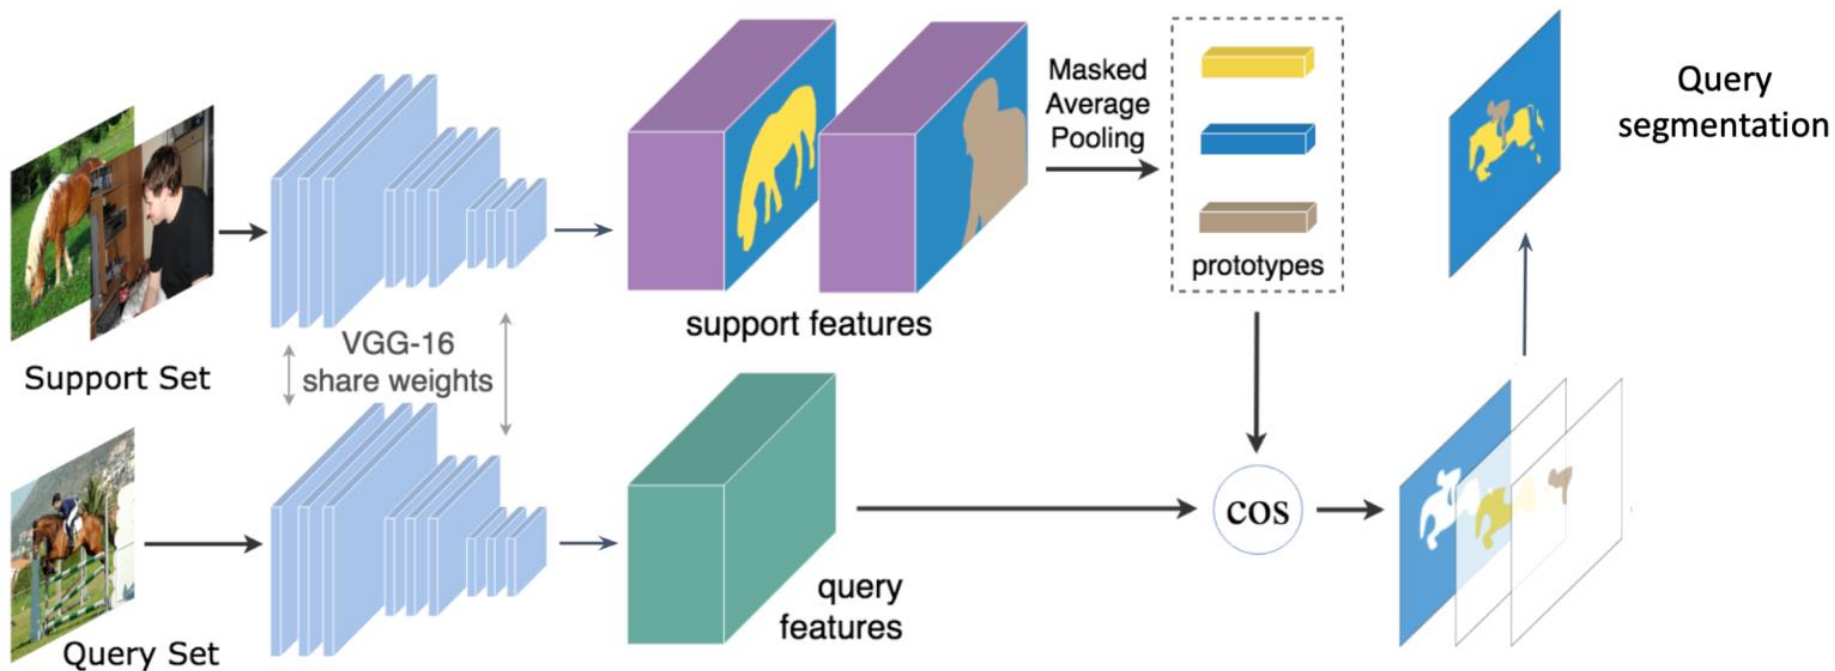 Masked
Average
Pooling
Query
segmentation
prototypes
support features
VGG-16
share weights
Support Set
cos
query
features
Query Set